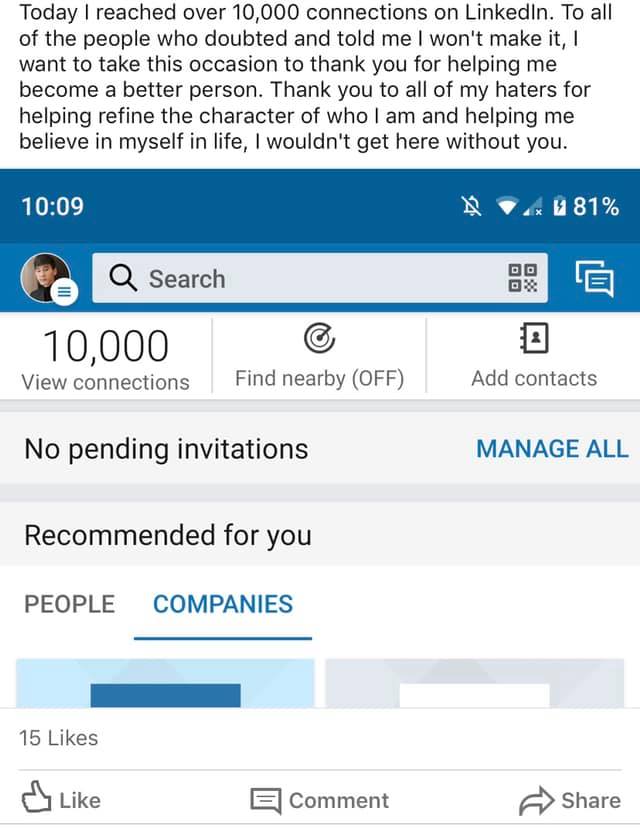 Today I reached over 10,000 connections on LinkedIn. To all
of the people who doubted and told me I won't make it, I
want to take this occasion to thank you for helping me
become a better person. Thank you to all of my haters for
helping refine the character of who I am and helping me
believe in myself in life, I wouldn't get here without you.
10:09 81%
Search
10,000
View connections Find nearby (OFF) Add contacts
No pending invitations MANAGE ALL
Recommended for you
PEOPLE COMPANIES
15 Likes
Like Comment Share